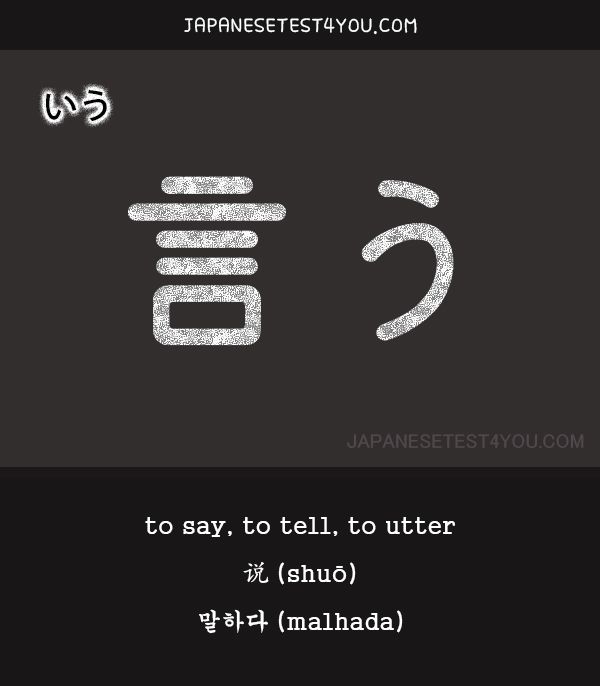 JAPANESETEST4YOU.COM
いう
言う
JAPANESETEST4YOU.COM
to say, to tell, to utter
说 (shuō)
말하다 (malhada)